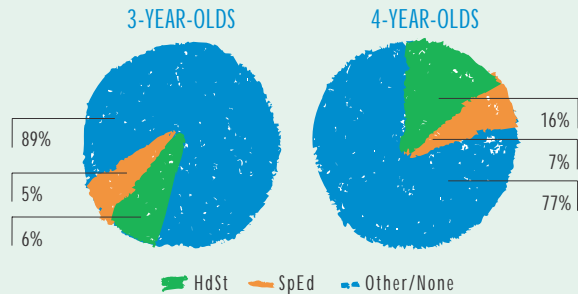 3-YEAR-OLDS
4-YEAR-OLDS
89%
5%
6%
16%
7%
77%
HdSt SpEd Other/None